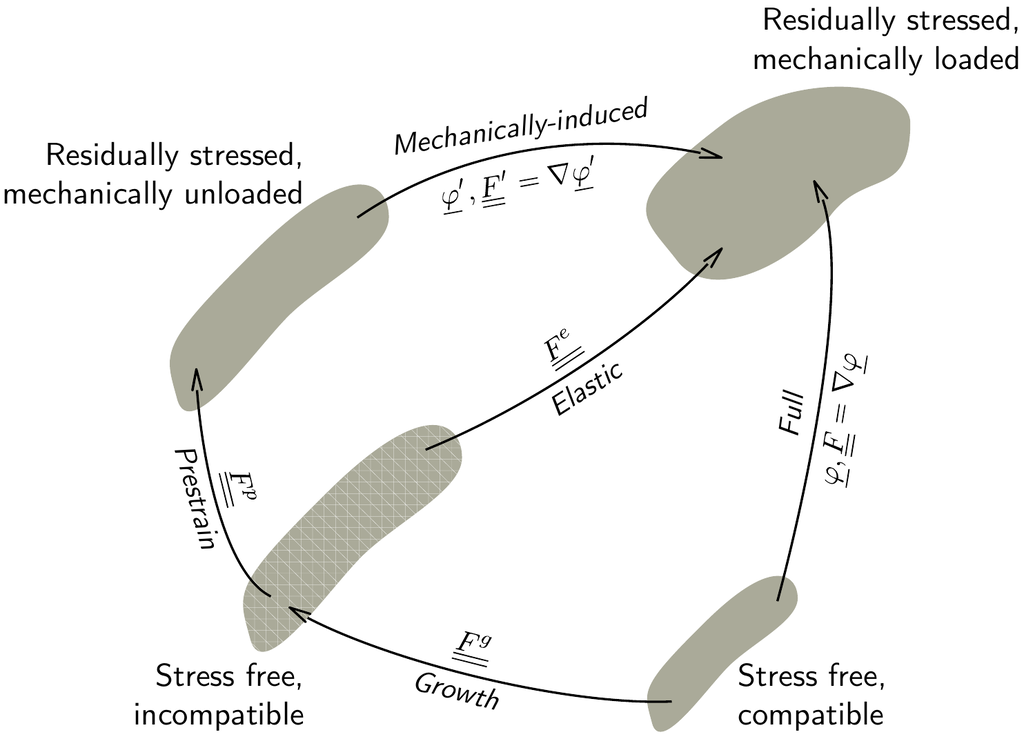 Residually stressed,
mechanically loaded
Mechanically-induced
φ̲′, F̳′ = ∇φ̲′
Residually stressed,
mechanically unloaded
F̳ᵉ
Elastic
Full
φ̲, F̳ = ∇φ̲
Prestrain
F̳ᵖ
F̳ᵍ
Growth
Stress free,
incompatible
Stress free,
compatible